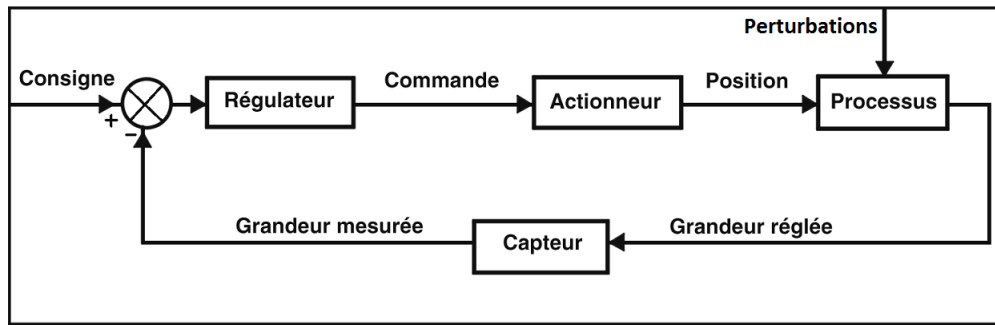 Perturbations
Consigne
+
−
Régulateur
Commande
Actionneur
Position
Processus
Grandeur mesurée
Capteur
Grandeur réglée